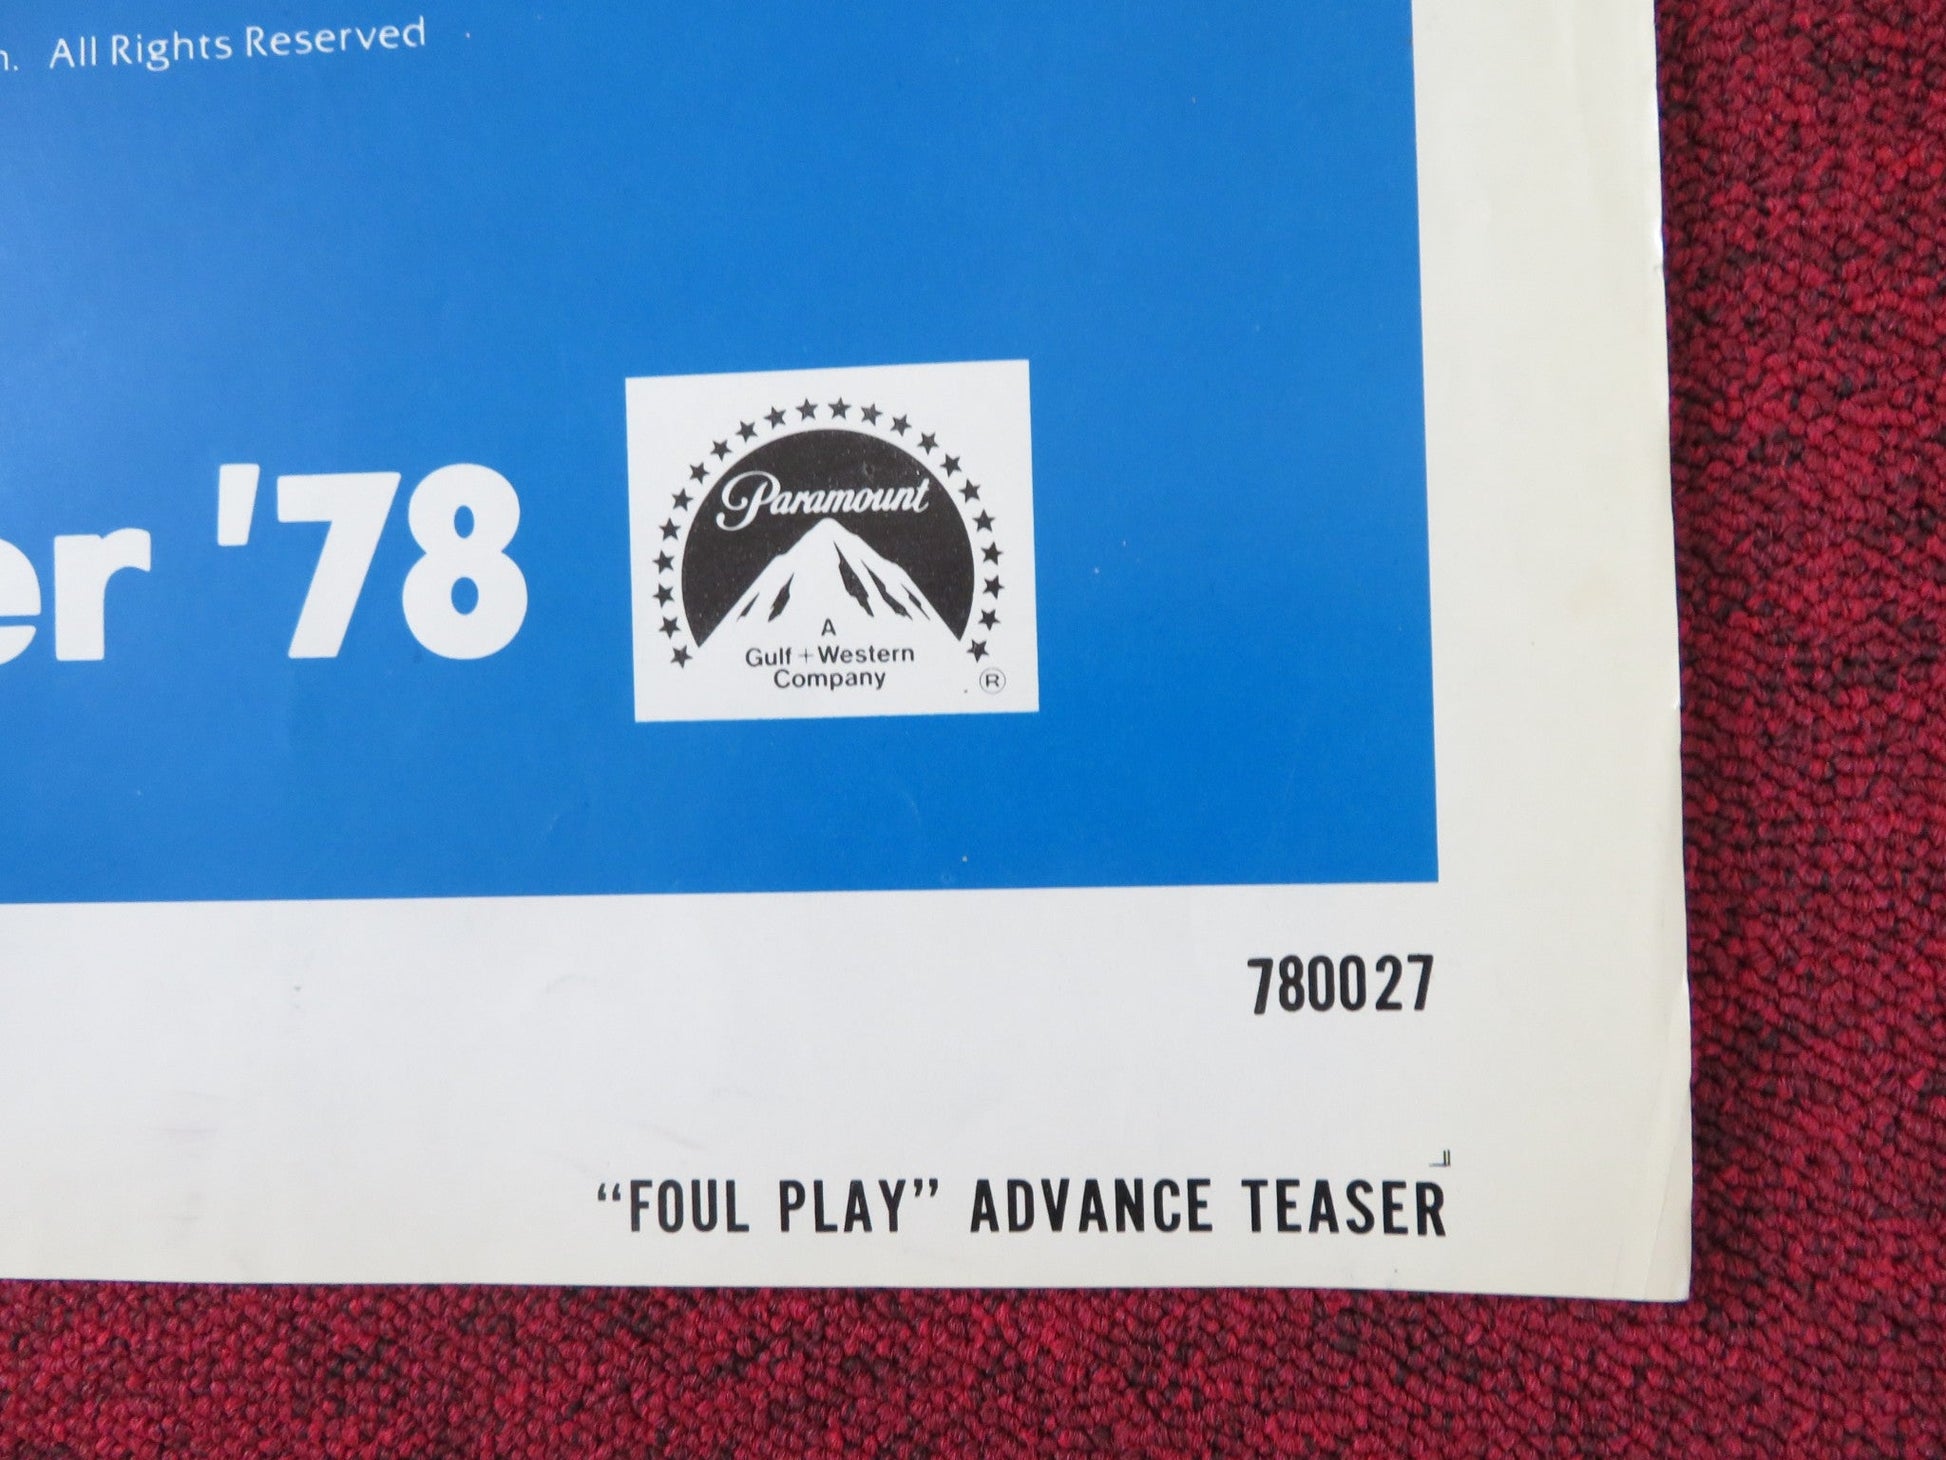 All Rights Reserved
er '78
Paramount
A
Gulf + Western
Company
®
780027
“FOUL PLAY” ADVANCE TEASER